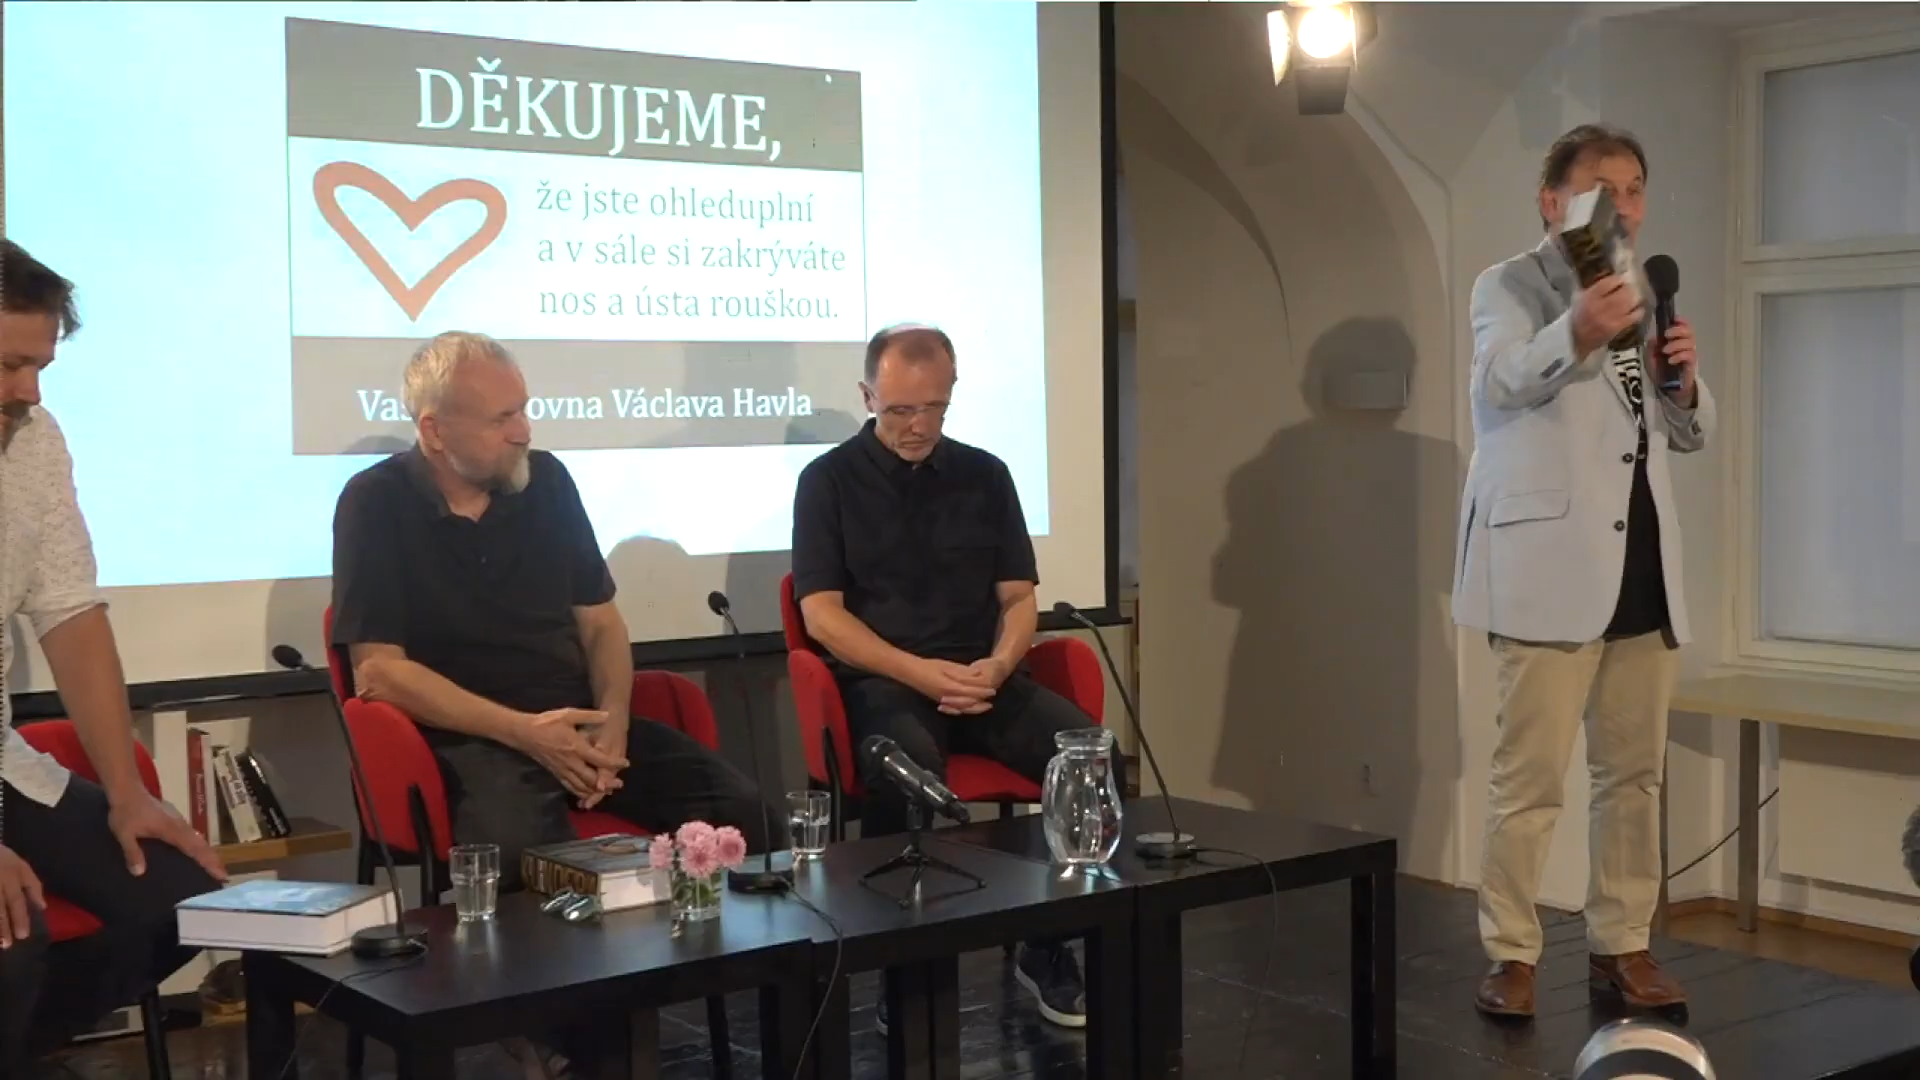 DĚKUJEME,
že jste ohleduplní
a v sále si zakrýváte
nos a ústa rouškou.
Václava Havla